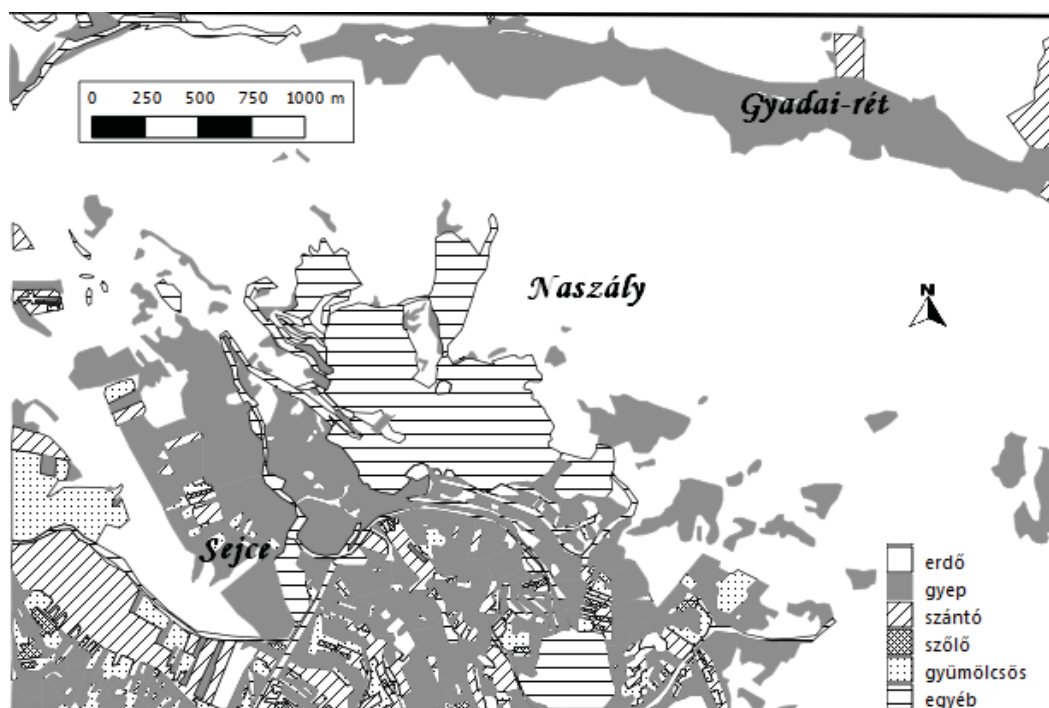 0 250 500 750 1000 m
Gyadai-rét
Naszály
N
Sejce
erdő
gyep
szántó
szőlő
gyümölcsös
egyéb